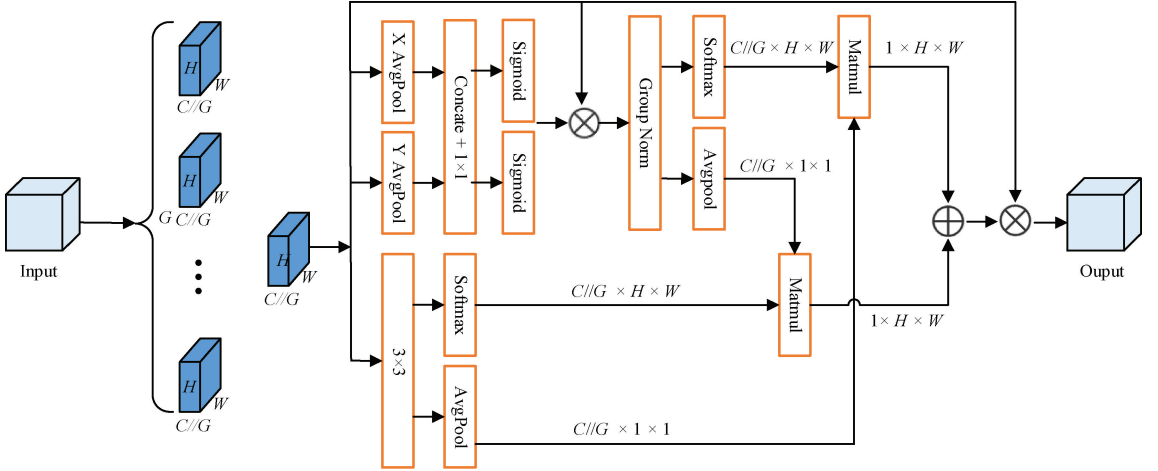 Input
H
W
C//G
H
W
G
C//G
H
W
C//G
H
W
C//G
X AvgPool
Y AvgPool
Concate + 1×1
Sigmoid
Sigmoid
Group Norm
Softmax
Avgpool
C//G × H × W
C//G × 1 × 1
Matmul
1 × H × W
3×3
Softmax
AvgPool
C//G × H × W
C//G × 1 × 1
Matmul
1× H × W
Ouput